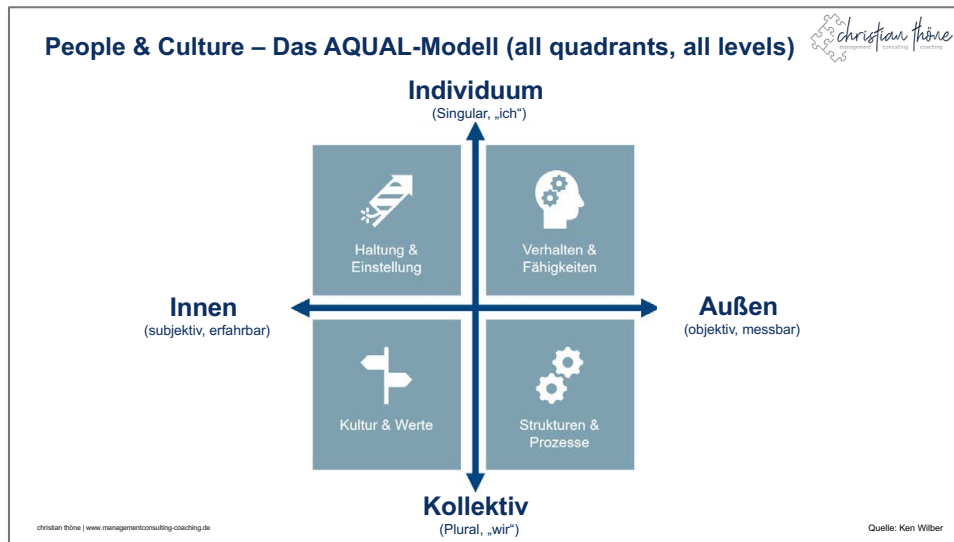 People & Culture – Das AQUAL-Modell (all quadrants, all levels)
christian thöne
management consulting coaching
Individuum
(Singular, „ich“)
Haltung &
Einstellung
Verhalten &
Fähigkeiten
Innen
(subjektiv, erfahrbar)
Außen
(objektiv, messbar)
Kultur & Werte
Strukturen &
Prozesse
Kollektiv
(Plural, „wir“)
christian thöne | www.managementconsulting-coaching.de
Quelle: Ken Wilber